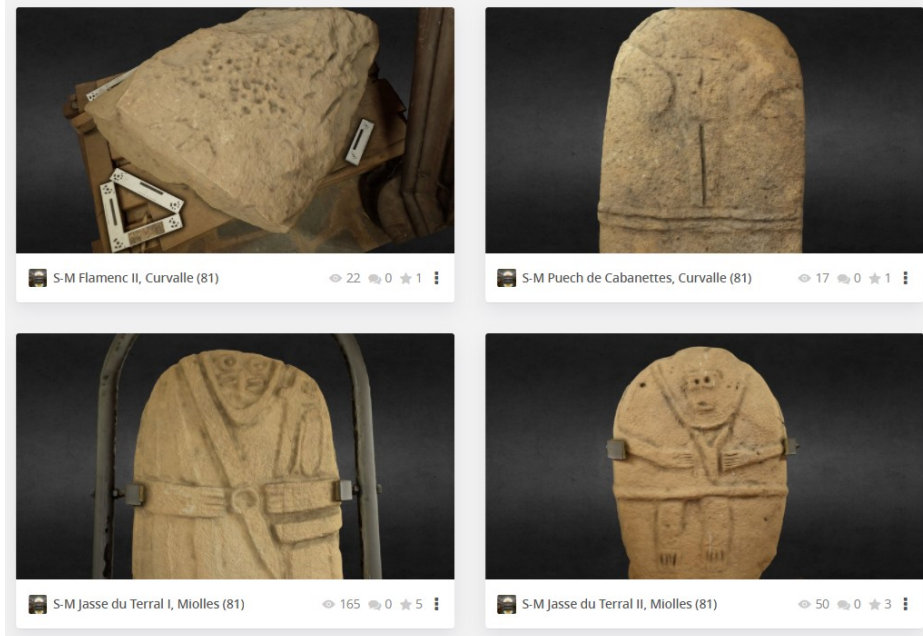 S-M Flamenc II, Curvalle (81) 22 0 1
S-M Puech de Cabanettes, Curvalle (81) 17 0 1
S-M Jasse du Terral I, Miolles (81) 165 0 5
S-M Jasse du Terral II, Miolles (81) 50 0 3